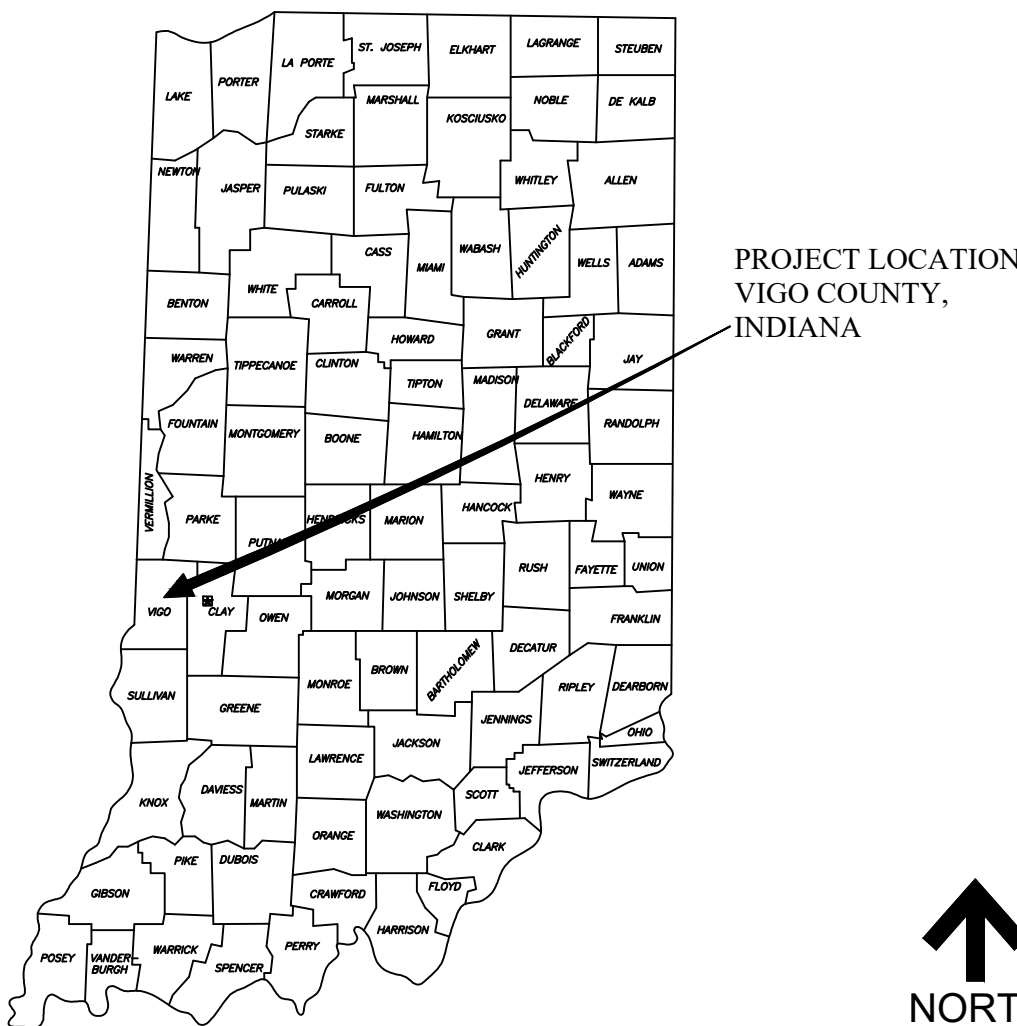 ST. JOSEPH
ELKHART
LAGRANGE
STEUBEN
LA PORTE
PORTER
LAKE
MARSHALL
NOBLE
DE KALB
KOSCIUSKO
STARKE
NEWTON
JASPER
PULASKI
FULTON
WHITLEY
ALLEN
CASS
MIAMI
WABASH
HUNTINGTON
WELLS
ADAMS
PROJECT LOCATION
VIGO COUNTY,
INDIANA
BENTON
WHITE
CARROLL
HOWARD
GRANT
BLACKFORD
JAY
WARREN
TIPPECANOE
CLINTON
TIPTON
MADISON
DELAWARE
FOUNTAIN
MONTGOMERY
BOONE
HAMILTON
RANDOLPH
VERMILLION
HENRY
WAYNE
PARKE
PUTNA
HENDRICKS
MARION
HANCOCK
RUSH
FAYETTE
UNION
VIGO
CLAY
OWEN
MORGAN
JOHNSON
SHELBY
FRANKLIN
DECATUR
SULLIVAN
GREENE
MONROE
BROWN
BARTHOLOMEW
RIPLEY
DEARBORN
JENNINGS
OHIO
LAWRENCE
JACKSON
JEFFERSON
SWITZERLAND
KNOX
DAVIESS
MARTIN
SCOTT
ORANGE
WASHINGTON
CLARK
PIKE
DUBOIS
GIBSON
CRAWFORD
FLOYD
HARRISON
POSEY
VANDER-
BURGH
WARRICK
SPENCER
PERRY
NORT